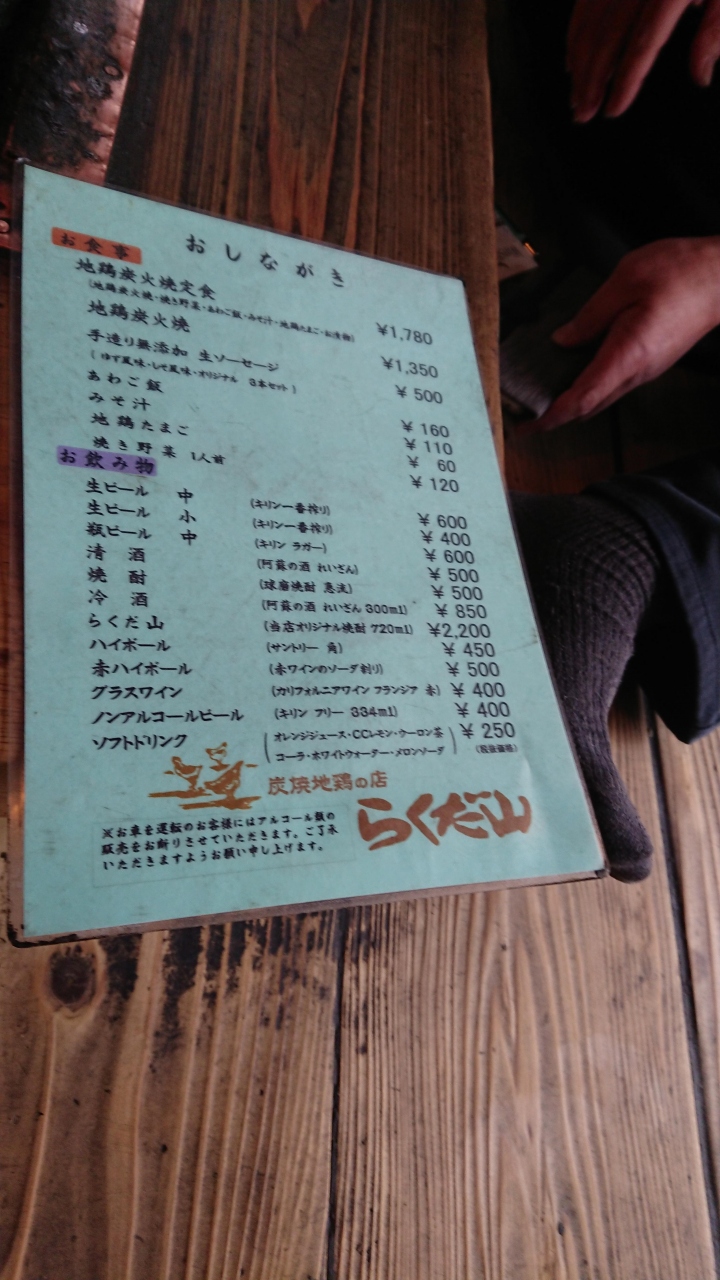 おしながき
お食事
地鶏炭火焼定食 ¥1,780
(地鶏炭火焼・焼き野菜・あわご飯・みそ汁・地鶏たまご・お漬物)
地鶏炭火焼 ¥1,350
手造り無添加 生ソーセージ ¥500
(ゆず風味・しそ風味・オリジナル 3本セット)
あわご飯 ¥160
みそ汁 ¥110
地鶏たまご ¥60
焼き野菜 1人前 ¥120
お飲み物
生ビール 中 (キリン一番搾り) ¥600
生ビール 小 (キリン一番搾り) ¥400
瓶ビール 中 (キリン ラガー) ¥600
清酒 (阿蘇の酒 れいざん) ¥500
焼酎 (球磨焼酎 急流) ¥500
冷酒 (阿蘇の酒 れいざん 300ml) ¥850
らくだ山 (当店オリジナル焼酎 720ml) ¥2,200
ハイボール (サントリー 角) ¥450
赤ハイボール (赤ワインのソーダ割り) ¥500
グラスワイン (カリフォルニアワイン フランジア 赤) ¥400
ノンアルコールビール (キリン フリー 334ml) ¥400
ソフトドリンク (オレンジジュース・CCレモン・ウーロン茶 ¥250
コーラ・ホワイトウォーター・メロンソーダ) (税抜価格)
炭焼地鶏の店
らくだ山
※お車を運転のお客様にはアルコール類の
販売をお断りさせていただきます。ご了承
いただきますようお願い申し上げます。